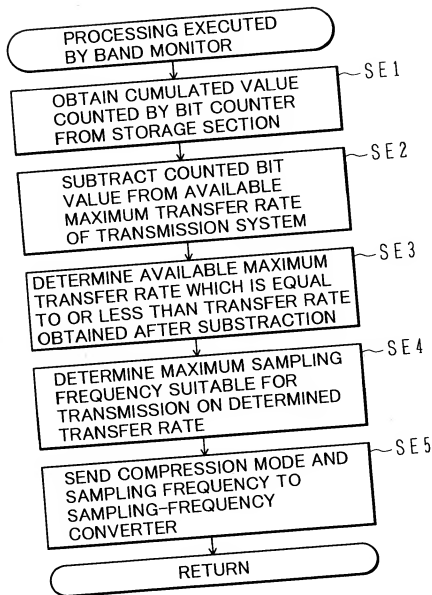 PROCESSING EXECUTED
BY BAND MONITOR
SE1
OBTAIN CUMULATED VALUE
COUNTED BY BIT COUNTER
FROM STORAGE SECTION
SE2
SUBTRACT COUNTED BIT
VALUE FROM AVAILABLE
MAXIMUM TRANSFER RATE
OF TRANSMISSION SYSTEM
SE3
DETERMINE AVAILABLE MAXIMUM
TRANSFER RATE WHICH IS EQUAL
TO OR LESS THAN TRANSFER RATE
OBTAINED AFTER SUBSTRACTION
SE4
DETERMINE MAXIMUM SAMPLING
FREQUENCY SUITABLE FOR
TRANSMISSION ON DETERMINED
TRANSFER RATE
SE5
SEND COMPRESSION MODE AND
SAMPLING FREQUENCY TO
SAMPLING-FREQUENCY
CONVERTER
RETURN